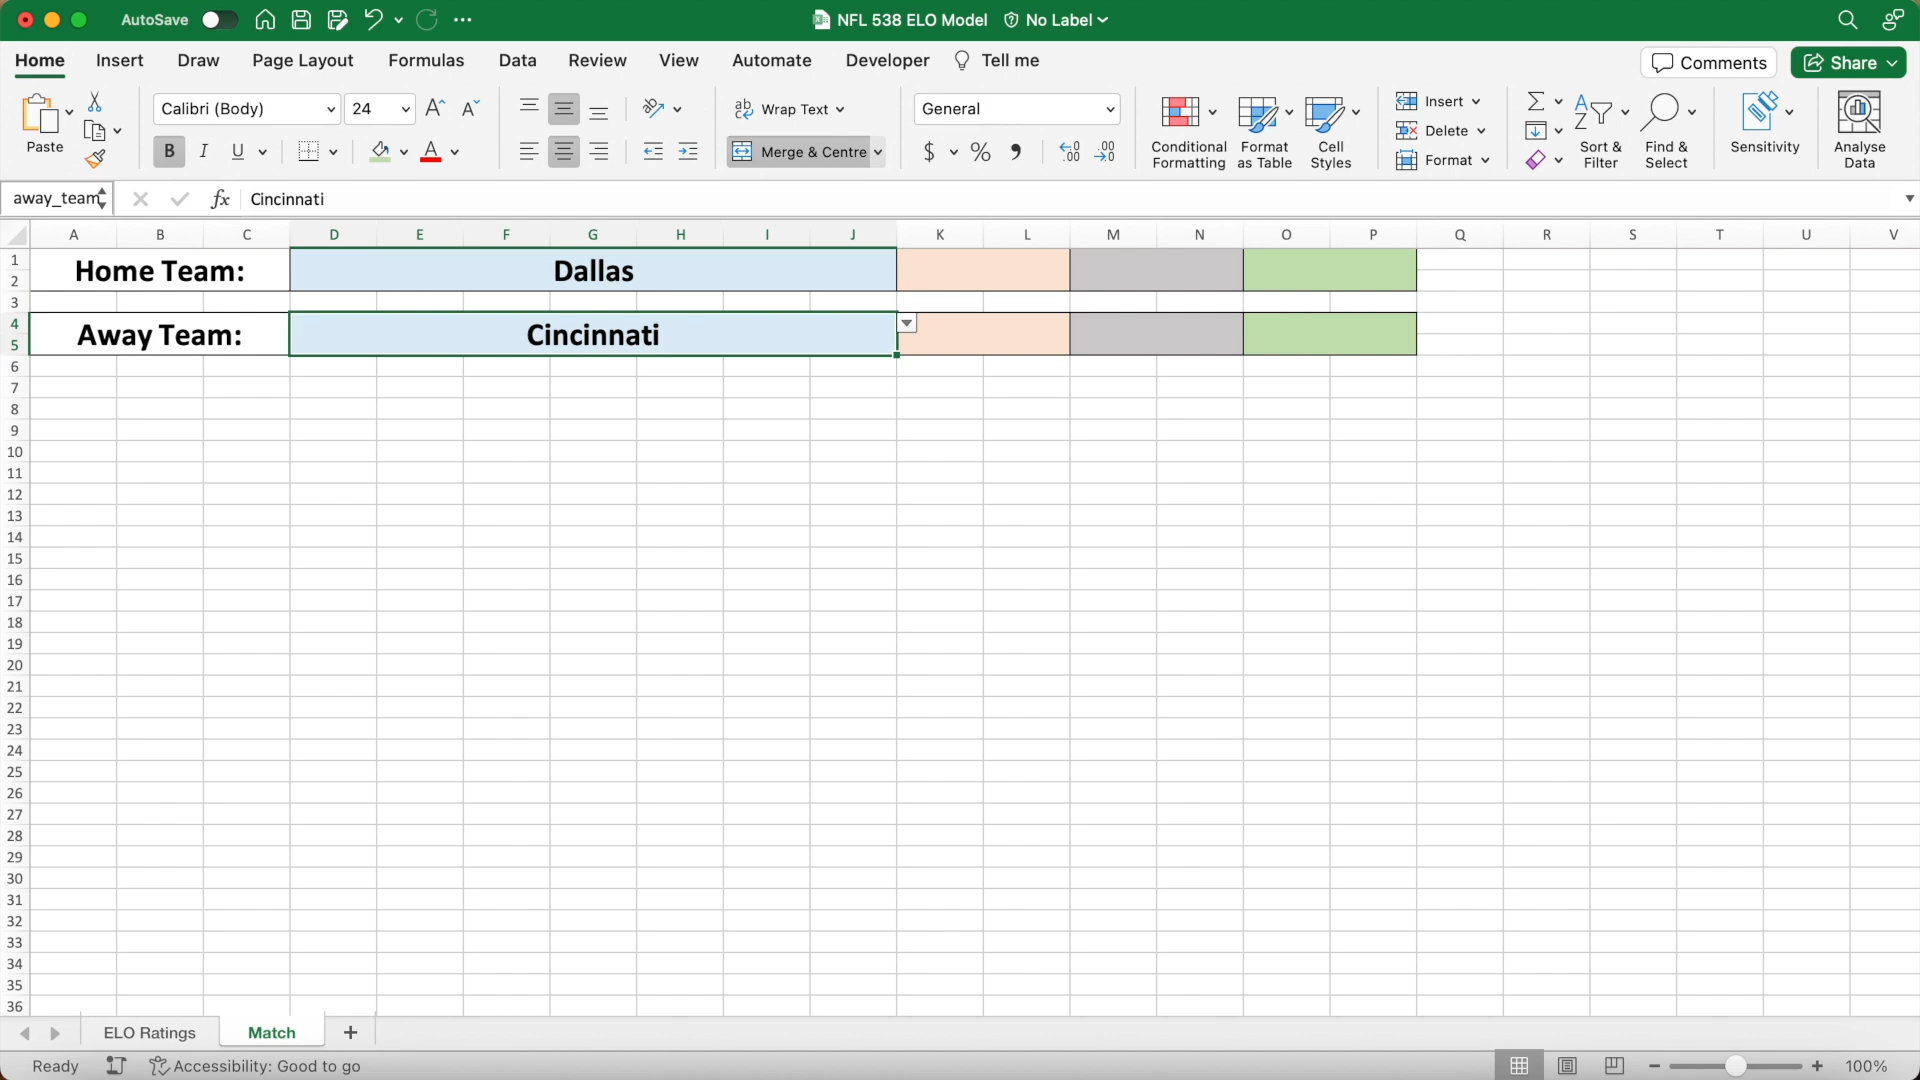 AutoSave
NFL 538 ELO Model No Label
Home Insert Draw Page Layout Formulas Data Review View Automate Developer Tell me Comments Share
Paste
Calibri (Body) 24 A A
B I U A
ab Wrap Text
Merge & Centre
General
$ % 9 .00 .00
Conditional Formatting
Format as Table
Cell Styles
Insert
Delete
Format
Sort & Filter
Find & Select
Sensitivity
Analyse Data
away_team fx Cincinnati
A B C D E F G H I J K L M N O P Q R S T U V
1 Home Team: Dallas
2
3
4 Away Team: Cincinnati
5
6
7
8
9
10
11
12
13
14
15
16
17
18
19
20
21
22
23
24
25
26
27
28
29
30
31
32
33
34
35
36
ELO Ratings Match +
Ready Accessibility: Good to go 100%